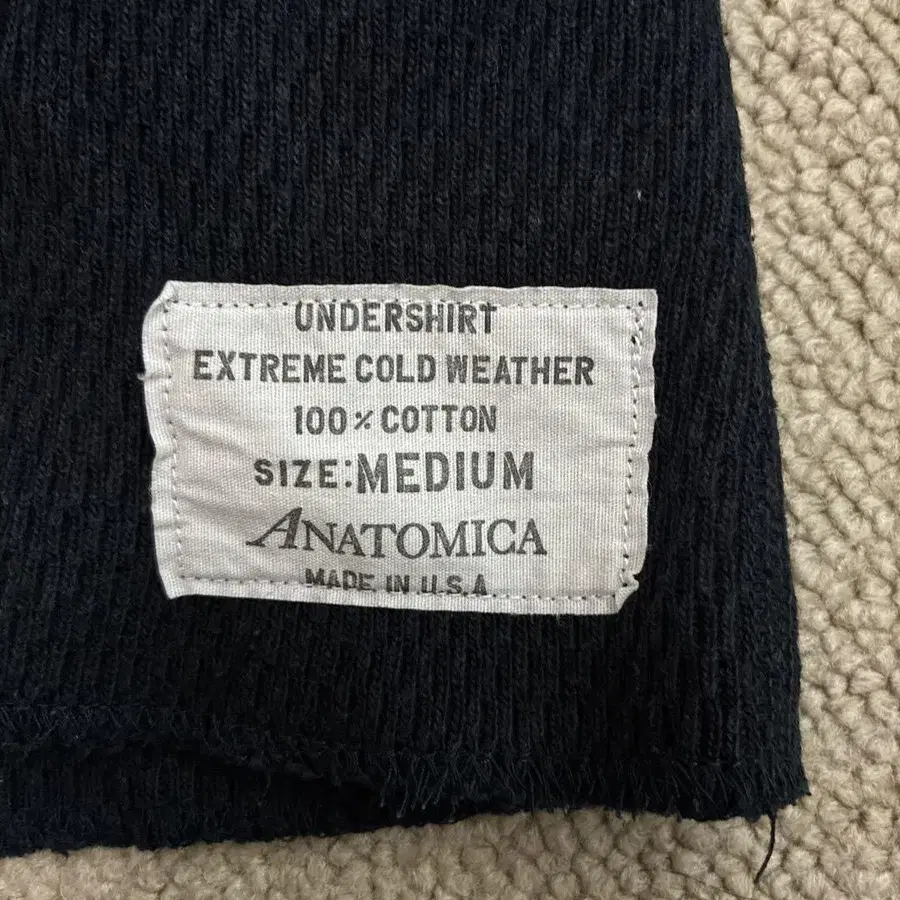 UNDERSHIRT
EXTREME COLD WEATHER
100% COTTON
SIZE:MEDIUM
ANATOMICA
MADE IN U.S.A.